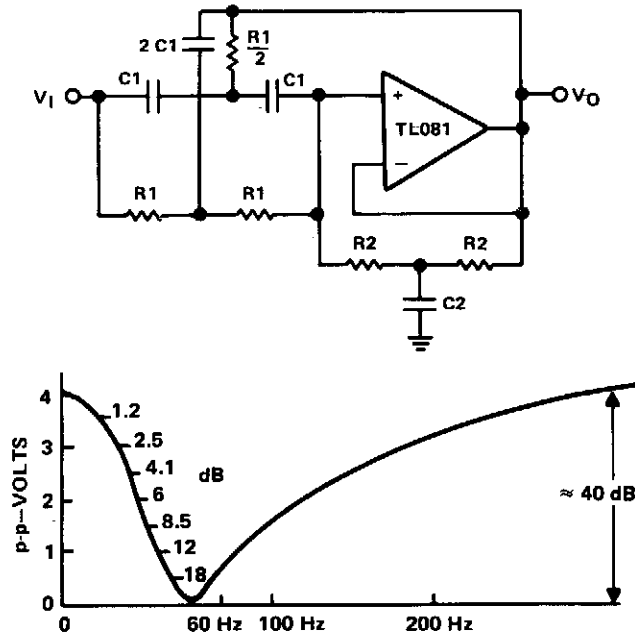 2 C1
R1
2
C1
C1
VI
+
TL081
−
VO
R1
R1
R2
R2
C2
4
3
2
1
0
p-p—VOLTS
1.2
2.5
4.1
dB
6
8.5
12
18
≈ 40 dB
0
60 Hz
100 Hz
200 Hz